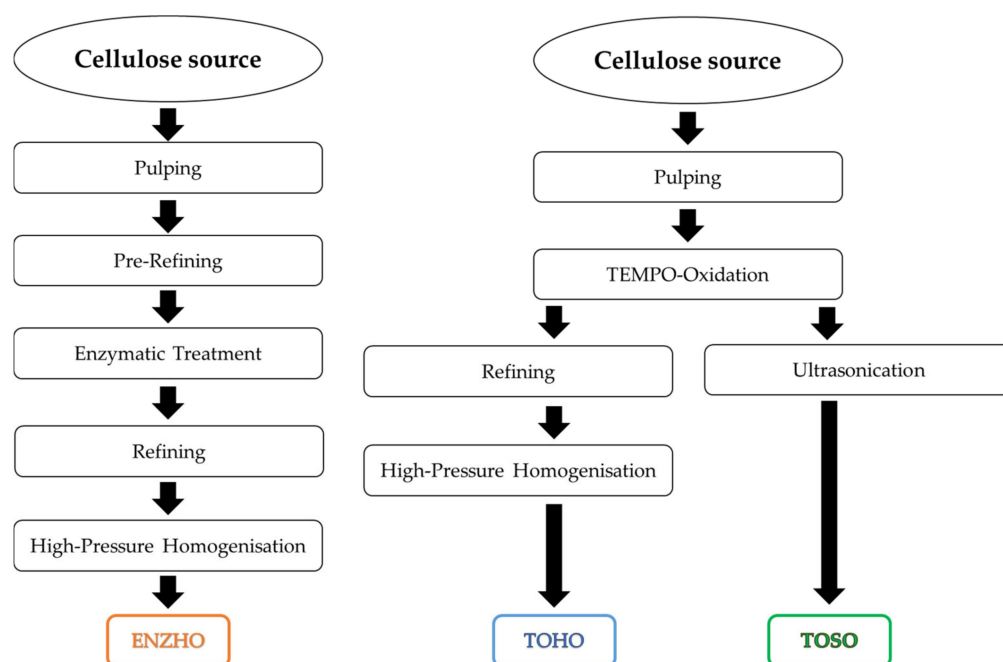 Cellulose source
Pulping
Pre-Refining
Enzymatic Treatment
Refining
High-Pressure Homogenisation
ENZHO
Cellulose source
Pulping
TEMPO-Oxidation
Refining
High-Pressure Homogenisation
TOHO
Ultrasonication
TOSO